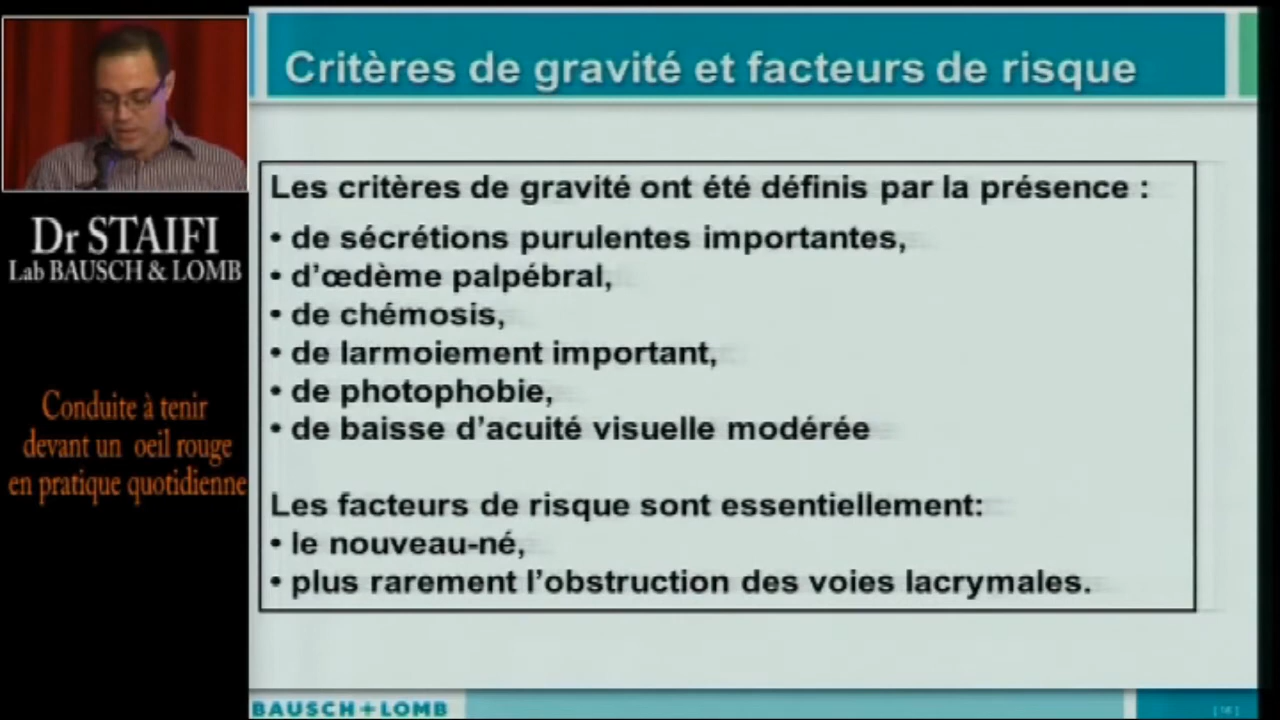 Critères de gravité et facteurs de risque
Dr STAIFI
Lab BAUSCH & LOMB
Conduite à tenir
devant un oeil rouge
en pratique quotidienne
Les critères de gravité ont été définis par la présence :
• de sécrétions purulentes importantes,
• d’œdème palpébral,
• de chémosis,
• de larmoiement important,
• de photophobie,
• de baisse d’acuité visuelle modérée
Les facteurs de risque sont essentiellement:
• le nouveau-né,
• plus rarement l’obstruction des voies lacrymales.
BAUSCH+LOMB